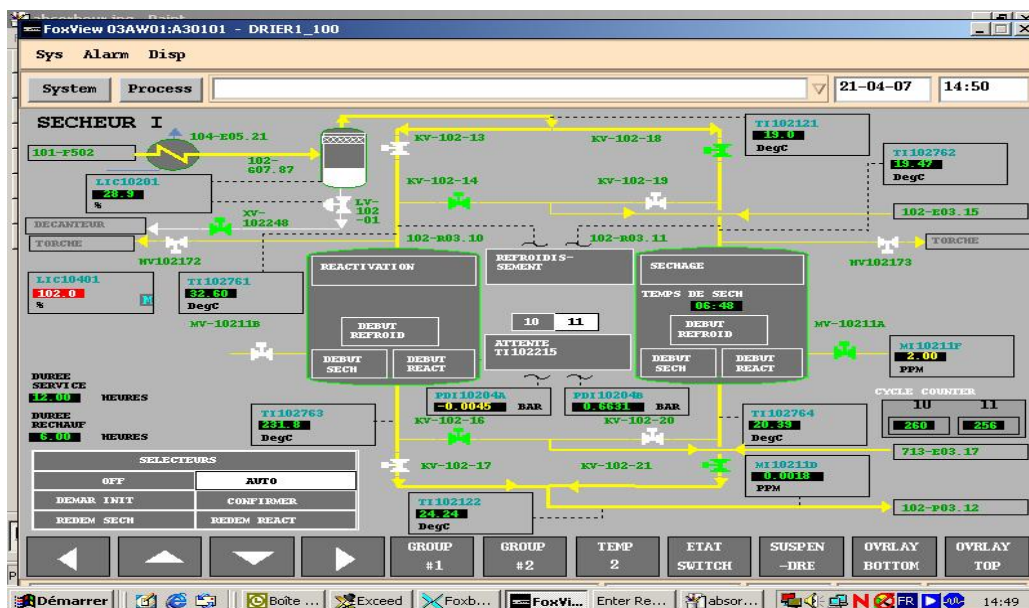 FoxView 03AW01:A30101 - DRIER1_100
Sys Alarm Disp
System Process 21-04-07 14:50
SECHEUR I
104-E05.21
101-F502
102-G07.87
KV-102-13
KV-102-18
TI102121
19.0
DegC
TI102762
19.47
DegC
LIC10201
28.9
%
KV-102-14
KV-102-19
XV-102248
LV-102-01
DECANTEUR
TORCHE
102-E03.15
TORCHE
HV102172
102-R03.10
102-R03.11
HV102173
LIC10401
102.0
%
M
TI102761
32.60
DegC
REACTIVATION
REFROIDIS-
SEMENT
SECHAGE
TEMPS DE SECH
06:48
MV-10211B
DEBUT
REFROID
DEBUT
SECH
DEBUT
REACT
10 11
ATTENTE
TI102215
DEBUT
REFROID
DEBUT
SECH
DEBUT
REACT
MV-10211A
MI10211F
2.00
PPM
DUREE
SERVICE
12.00 HEURES
DUREE
RECHAUF
6.00 HEURES
PDI10204A
-0.0045 BAR
PDI10204B
0.6631 BAR
CYCLE COUNTER
10 11
260 256
TI102763
231.8
DegC
KV-102-16
KV-102-20
TI102764
20.39
DegC
713-E03.17
KV-102-17
KV-102-21
MI10211D
0.0018
PPM
102-P03.12
TI102122
24.24
DegC
SELECTEURS
OFF AUTO
DEMAR INIT CONFIRMER
REDEM SECH REDEM REACT
GROUP
#1
GROUP
#2
TEMP
2
ETAT
SWITCH
SUSPEN
-DRE
OVRLAY
BOTTOM
OVRLAY
TOP
Démarrer Boîte ... Exceed Foxb... FoxVi... Enter Re... absor... FR 14:49